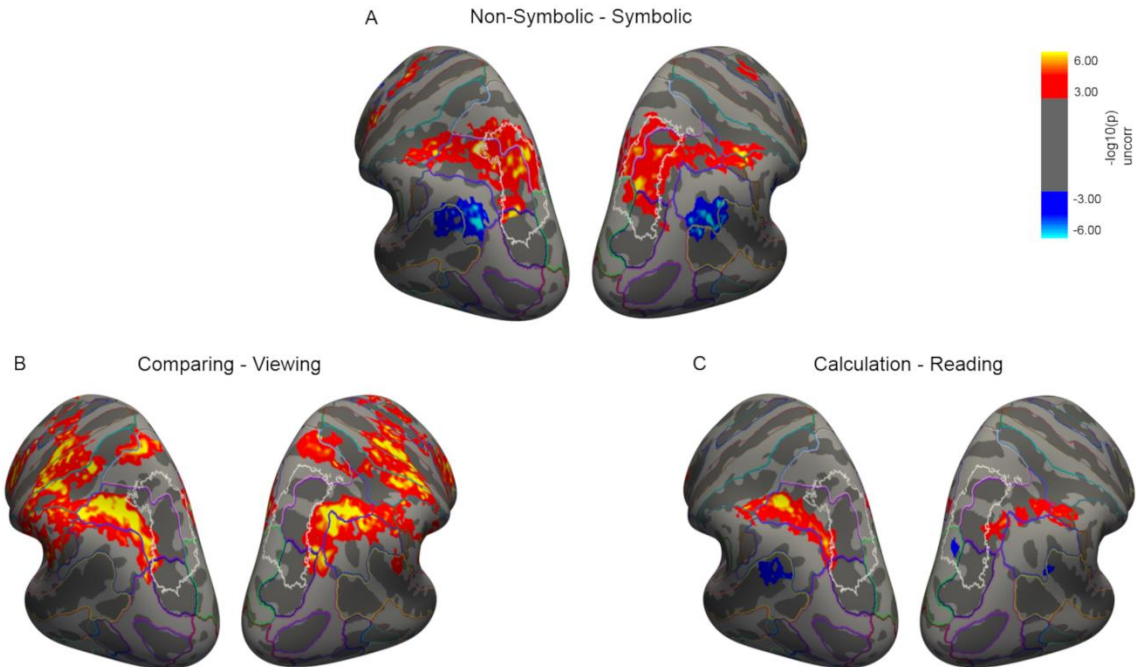 A Non-Symbolic - Symbolic
6.00
3.00
-3.00
-6.00
-log10(p)
uncorr
B Comparing - Viewing
C Calculation - Reading